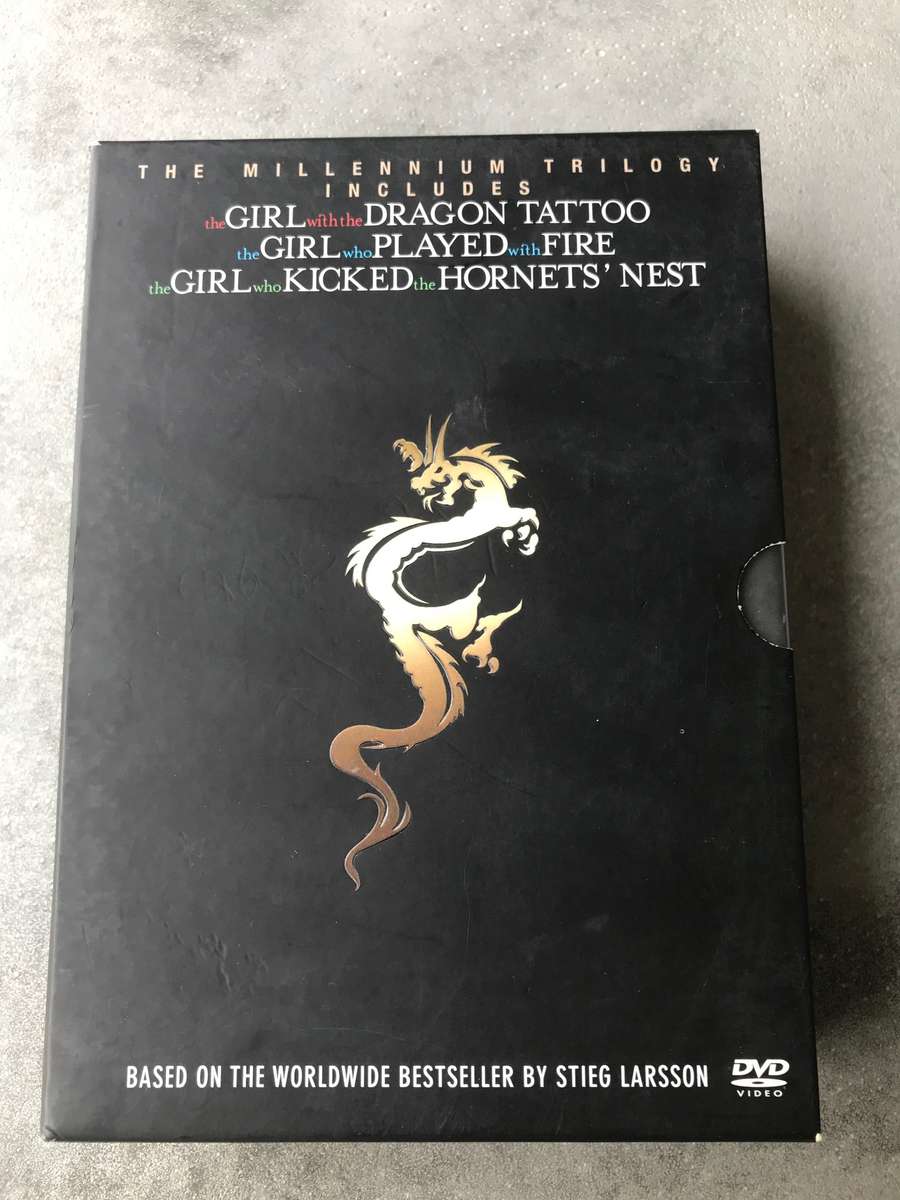 THE MILLENNIUM TRILOGY
INCLUDES
the GIRL with the DRAGON TATTOO
the GIRL who PLAYED with FIRE
the GIRL who KICKED the HORNETS' NEST
BASED ON THE WORLDWIDE BESTSELLER BY STIEG LARSSON
DVD
VIDEO